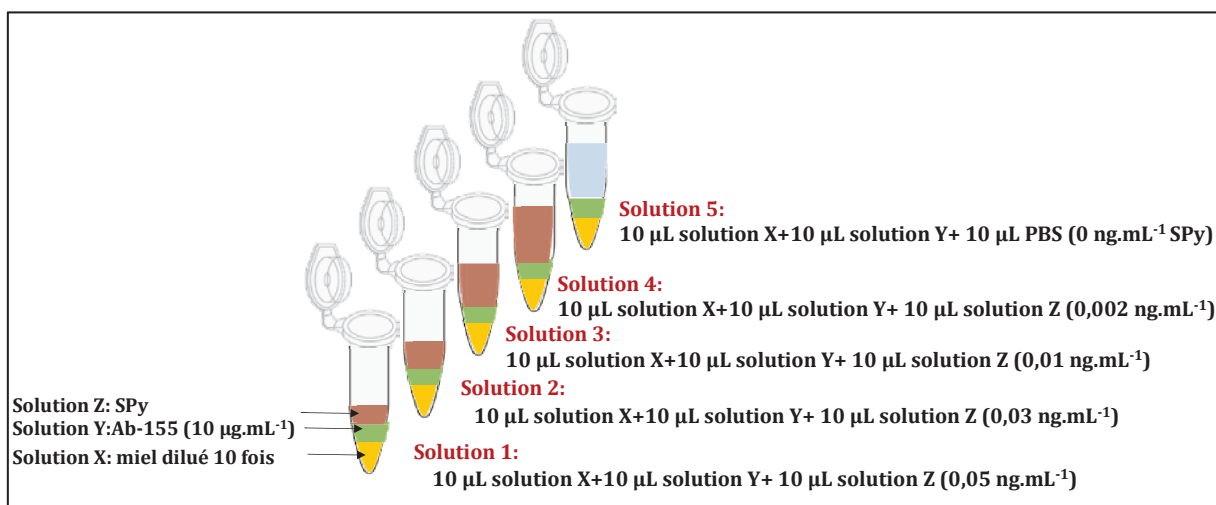 Solution 5:
10 µL solution X+10 µL solution Y+ 10 µL PBS (0 ng.mL⁻¹ SPy)
Solution 4:
10 µL solution X+10 µL solution Y+ 10 µL solution Z (0,002 ng.mL⁻¹)
Solution 3:
10 µL solution X+10 µL solution Y+ 10 µL solution Z (0,01 ng.mL⁻¹)
Solution 2:
10 µL solution X+10 µL solution Y+ 10 µL solution Z (0,03 ng.mL⁻¹)
Solution 1:
10 µL solution X+10 µL solution Y+ 10 µL solution Z (0,05 ng.mL⁻¹)
Solution Z: SPy
Solution Y:Ab-155 (10 µg.mL⁻¹)
Solution X: miel dilué 10 fois